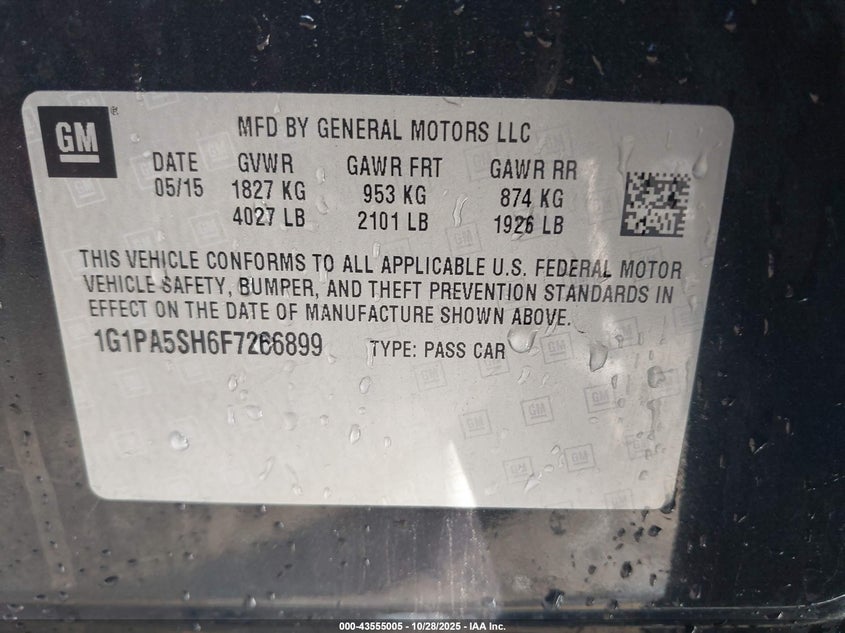 GM
MFD BY GENERAL MOTORS LLC
DATE GVWR GAWR FRT GAWR RR
05/15 1827 KG 953 KG 874 KG
4027 LB 2101 LB 1926 LB
THIS VEHICLE CONFORMS TO ALL APPLICABLE U.S. FEDERAL MOTOR
VEHICLE SAFETY, BUMPER, AND THEFT PREVENTION STANDARDS IN
EFFECT ON THE DATE OF MANUFACTURE SHOWN ABOVE.
1G1PA5SH6F7266899 TYPE: PASS CAR
000-43555005 - 10/28/2025 - IAA Inc.